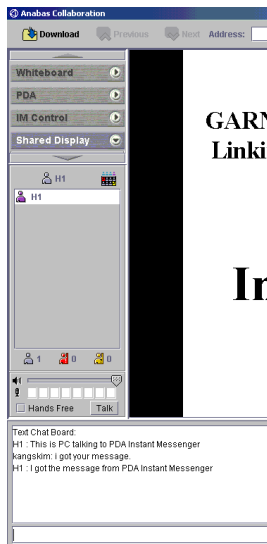 Anabas Collaboration
Download Previous Next Address:
Whiteboard
PDA
IM Control
Shared Display
H1
H1
1 0 0
Hands Free Talk
GARN
Linki
In
Text Chat Board:
H1 : This is PC talking to PDA Instant Messenger
kangskim: i got your message.
H1 : I got the message from PDA Instant Messenger